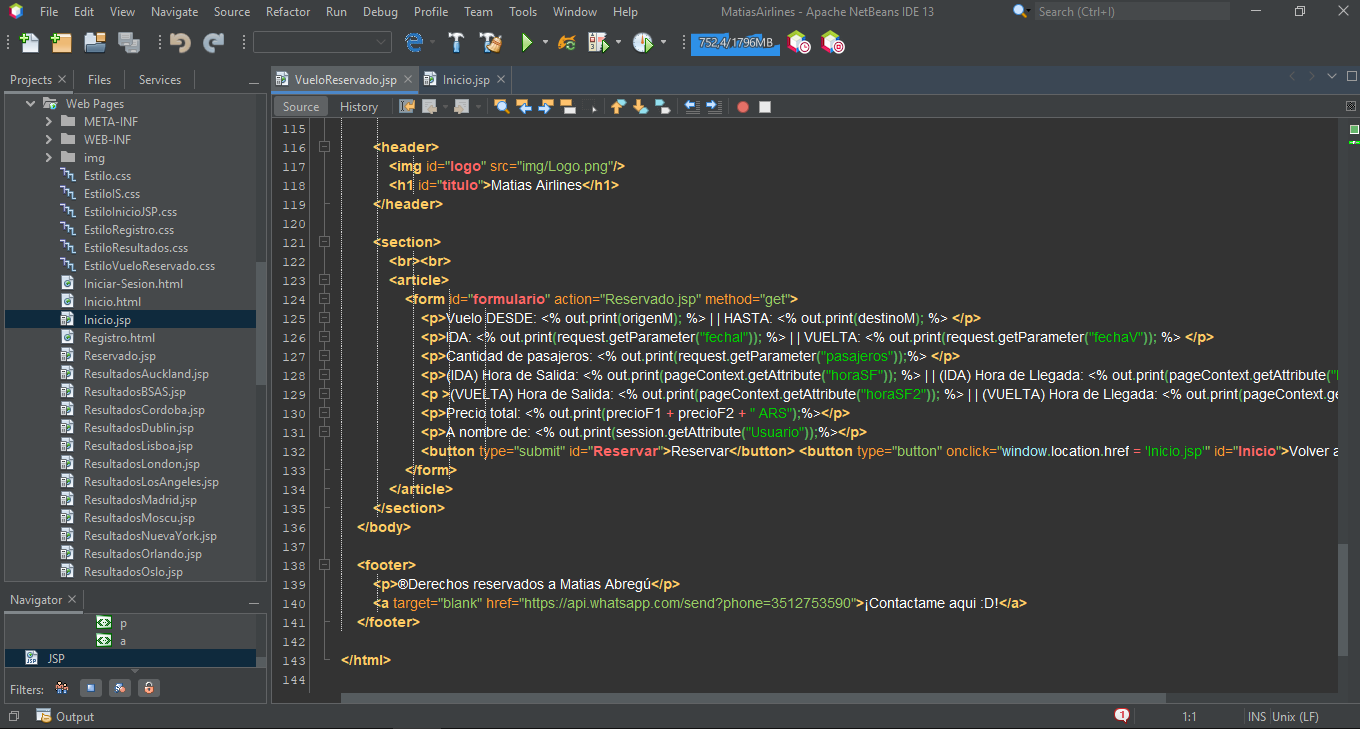 File Edit View Navigate Source Refactor Run Debug Profile Team Tools Window Help MatiasAirlines - Apache NetBeans IDE 13 Search (Ctrl+I)
752,4/1796MB
Projects Files Services
VueloReservado.jsp Inicio.jsp
Source History
Web Pages
META-INF
WEB-INF
img
Estilo.css
EstiloIS.css
EstiloInicioJSP.css
EstiloRegistro.css
EstiloResultados.css
EstiloVueloReservado.css
Iniciar-Sesion.html
Inicio.html
Inicio.jsp
Registro.html
Reservado.jsp
ResultadosAuckland.jsp
ResultadosBSAS.jsp
ResultadosCordoba.jsp
ResultadosDublin.jsp
ResultadosLisboa.jsp
ResultadosLondon.jsp
ResultadosLosAngeles.jsp
ResultadosMadrid.jsp
ResultadosMoscu.jsp
ResultadosNuevaYork.jsp
ResultadosOrlando.jsp
ResultadosOslo.jsp
Navigator
p
a
JSP
Filters:
115
116 <header>
117 <img id="logo" src="img/Logo.png"/>
118 <h1 id="titulo">Matias Airlines</h1>
119 </header>
120
121 <section>
122 <br><br>
123 <article>
124 <form id="formulario" action="Reservado.jsp" method="get">
125 <p>Vuelo DESDE: <% out.print(origenM); %> | | HASTA: <% out.print(destinoM); %> </p>
126 <p>IDA: <% out.print(request.getParameter("fechaI")); %> | | VUELTA: <% out.print(request.getParameter("fechaV")); %> </p>
127 <p>Cantidad de pasajeros: <% out.print(request.getParameter("pasajeros"));%> </p>
128 <p>(IDA) Hora de Salida: <% out.print(pageContext.getAttribute("horaSF")); %> | | (IDA) Hora de Llegada: <% out.print(pageContext.getAttribute("
129 <p >(VUELTA) Hora de Salida: <% out.print(pageContext.getAttribute("horaSF2")); %> | | (VUELTA) Hora de Llegada: <% out.print(pageContext.ge
130 <p>Precio total: <% out.print(precioF1 + precioF2 + " ARS");%></p>
131 <p>A nombre de: <% out.print(session.getAttribute("Usuario"));%></p>
132 <button type="submit" id="Reservar">Reservar</button> <button type="button" onclick="window.location.href = 'Inicio.jsp'" id="Inicio">Volver a
133 </form>
134 </article>
135 </section>
136 </body>
137
138 <footer>
139 <p>®Derechos reservados a Matias Abregú</p>
140 <a target="blank" href="https://api.whatsapp.com/send?phone=3512753590">¡Contactame aqui :D!</a>
141 </footer>
142
143 </html>
144
Output 1 1:1 INS Unix (LF)